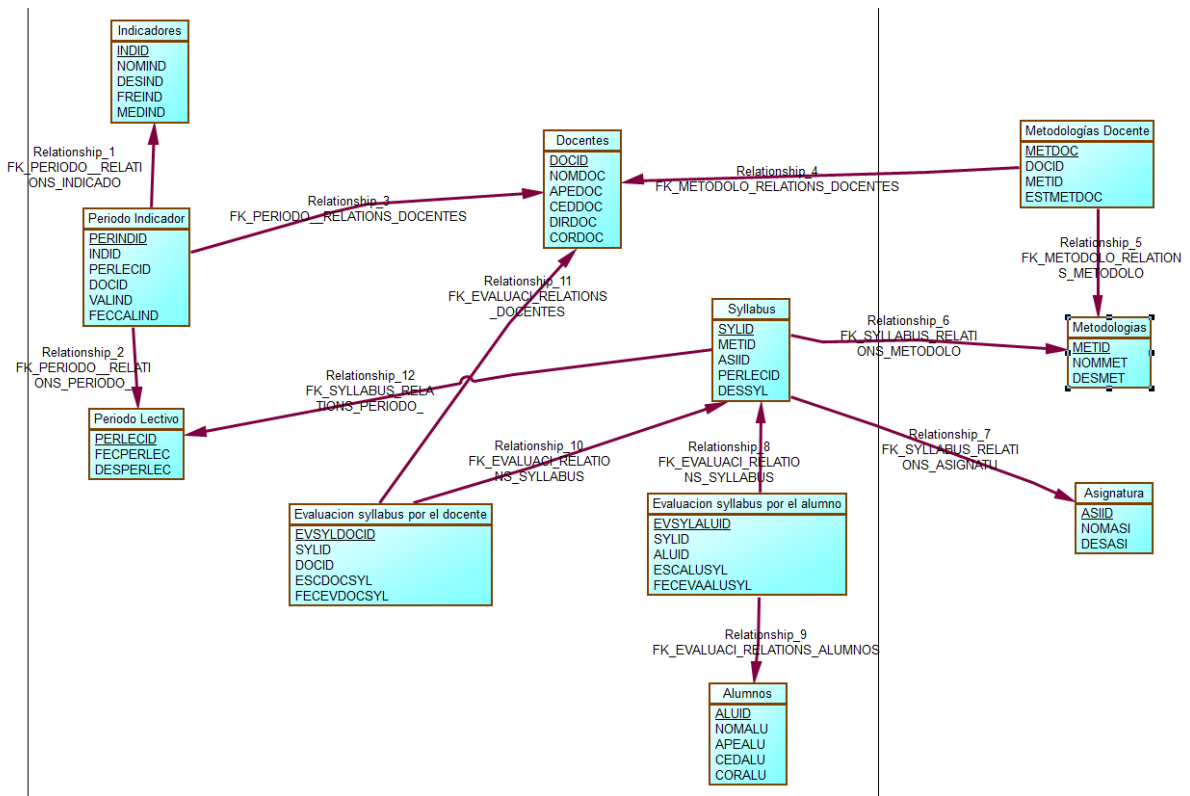 Indicadores
INDID
NOMIND
DESIND
FREIND
MEDIND
Relationship_1
FK_PERIODO__RELATI
ONS_INDICADO
Docentes
DOCID
NOMDOC
APEDOC
CEDDOC
DIRDOC
CORDOC
Metodologías Docente
METDOC
DOCID
METID
ESTMETDOC
Relationship_4
FK_METODOLO_RELATIONS_DOCENTES
Relationship_3
FK_PERIODO__RELATIONS_DOCENTES
Periodo Indicador
PERINDID
INDID
PERLECID
DOCID
VALIND
FECCALIND
Relationship_5
FK_METODOLO_RELATION
S_METODOLO
Relationship_11
FK_EVALUACI_RELATIONS
_DOCENTES
Syllabus
SYLID
METID
ASIID
PERLECID
DESSYL
Relationship_6
FK_SYLLABUS_RELATI
ONS_METODOLO
Metodologias
METID
NOMMET
DESMET
Relationship_2
FK_PERIODO__RELATI
ONS_PERIODO_
Relationship_12
FK_SYLLABUS_RELA
TIONS_PERIODO_
Periodo Lectivo
PERLECID
FECPERLEC
DESPERLEC
Relationship_10
FK_EVALUACI_RELATIO
NS_SYLLABUS
Relationship_8
FK_EVALUACI_RELATIO
NS_SYLLABUS
Relationship_7
FK_SYLLABUS_RELATI
ONS_ASIGNATU
Asignatura
ASIID
NOMASI
DESASI
Evaluacion syllabus por el docente
EVSYLDOCID
SYLID
DOCID
ESCDOCSYL
FECEVDOCSYL
Evaluacion syllabus por el alumno
EVSYLALUID
SYLID
ALUID
ESCALUSYL
FECEVAALUSYL
Relationship_9
FK_EVALUACI_RELATIONS_ALUMNOS
Alumnos
ALUID
NOMALU
APEALU
CEDALU
CORALU